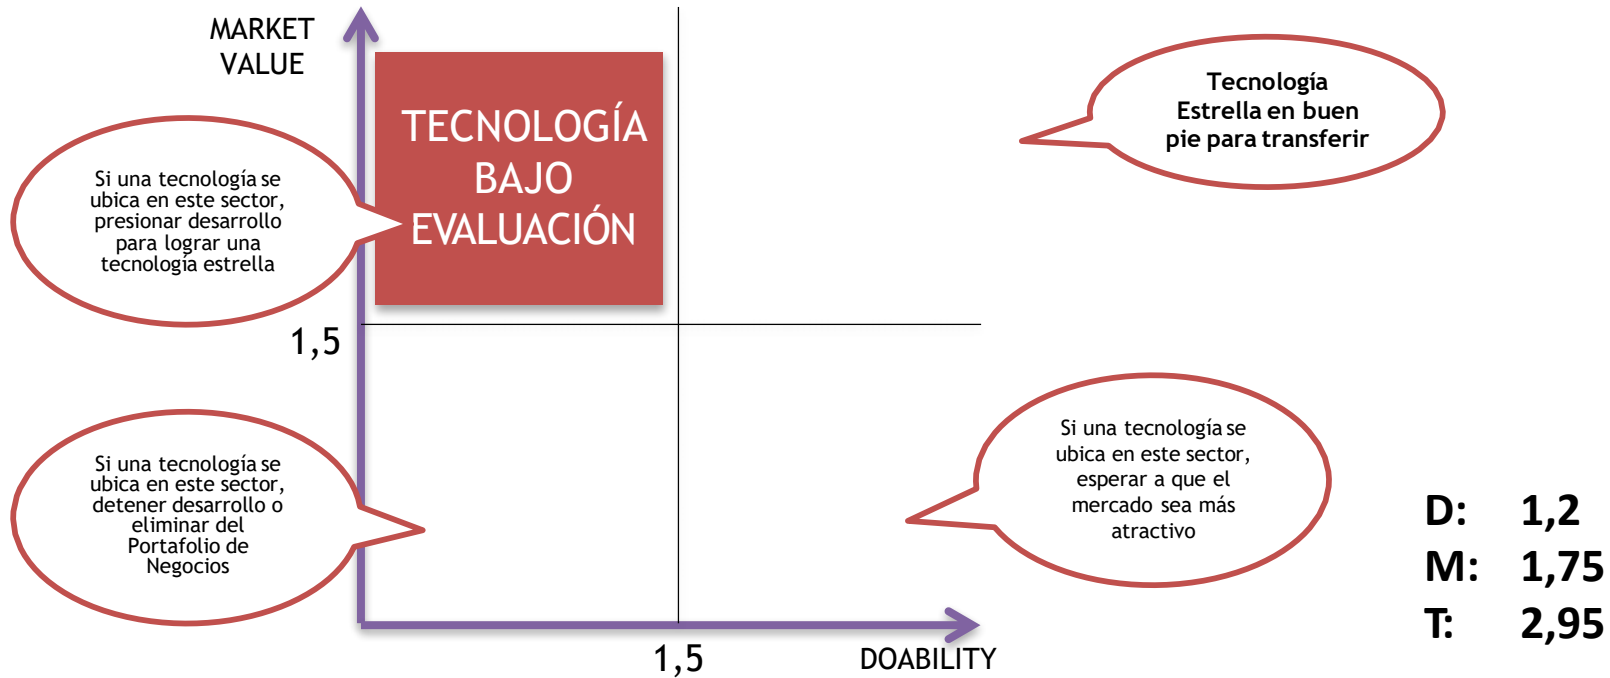 MARKET
VALUE
TECNOLOGÍA
BAJO
EVALUACIÓN
Tecnología
Estrella en buen
pie para transferir
Si una tecnología se
ubica en este sector,
presionar desarrollo
para lograr una
tecnología estrella
1,5
Si una tecnología se
ubica en este sector,
detener desarrollo o
eliminar del
Portafolio de
Negocios
Si una tecnología se
ubica en este sector,
esperar a que el
mercado sea más
atractivo
D: 1,2
M: 1,75
T: 2,95
1,5
DOABILITY